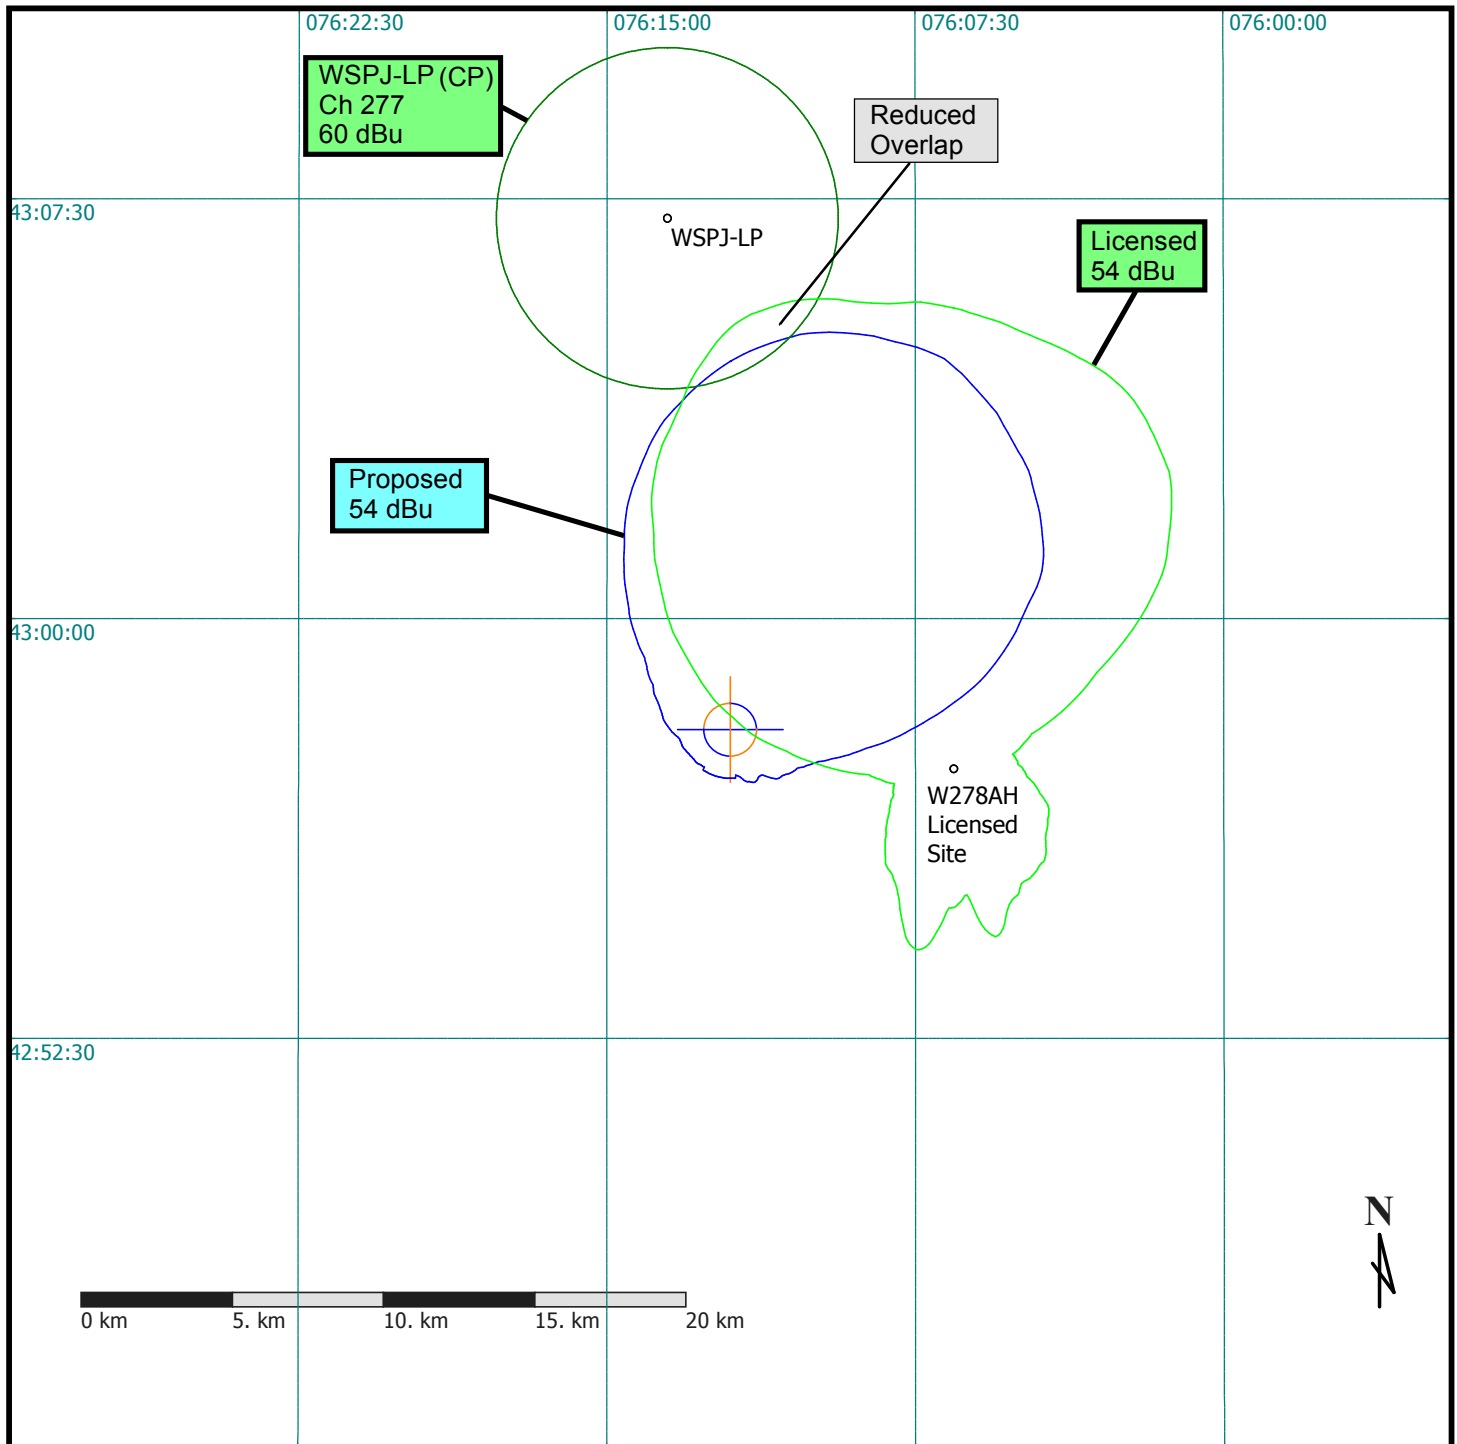 076:22:30
076:15:00
076:07:30
076:00:00
WSPJ-LP (CP)
Ch 277
60 dBu
Reduced
Overlap
43:07:30
WSPJ-LP
Licensed
54 dBu
Proposed
54 dBu
43:00:00
W278AH
Licensed
Site
42:52:30
N
0 km
5. km
10. km
15. km
20 km